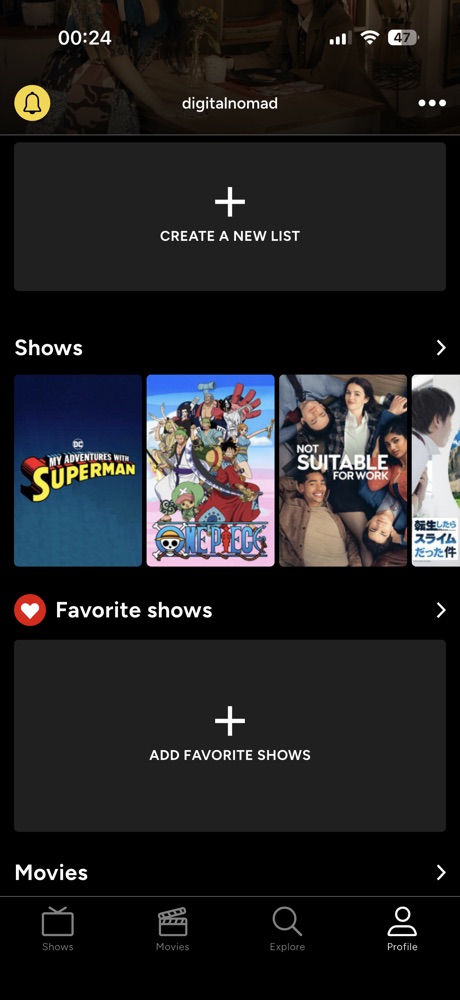 00:24
47
digitalnomad
CREATE A NEW LIST
Shows
DC
MY ADVENTURES WITH
SUPERMAN
ONE PIECE
NOT
SUITABLE
FOR WORK
転生したら
スライム
だった件
Favorite shows
ADD FAVORITE SHOWS
Movies
Shows
Movies
Explore
Profile